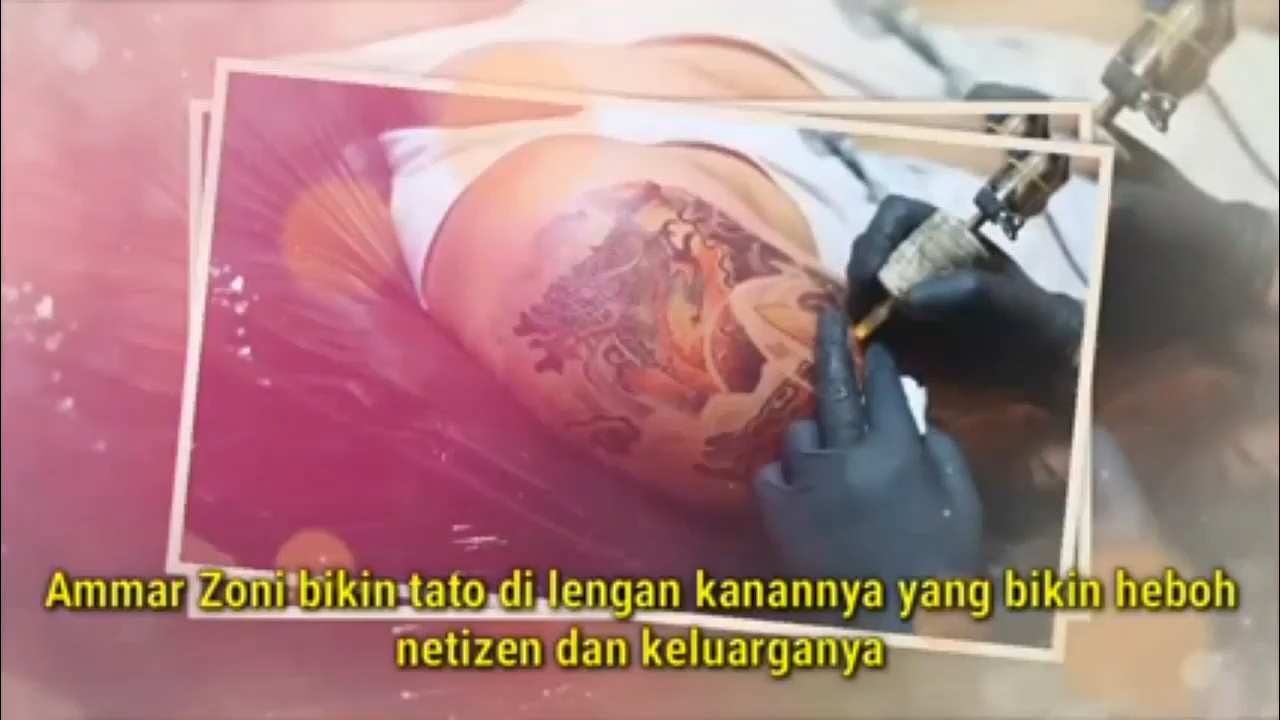 Ammar Zoni bikin tato di lengan kanannya yang bikin heboh
netizen dan keluarganya